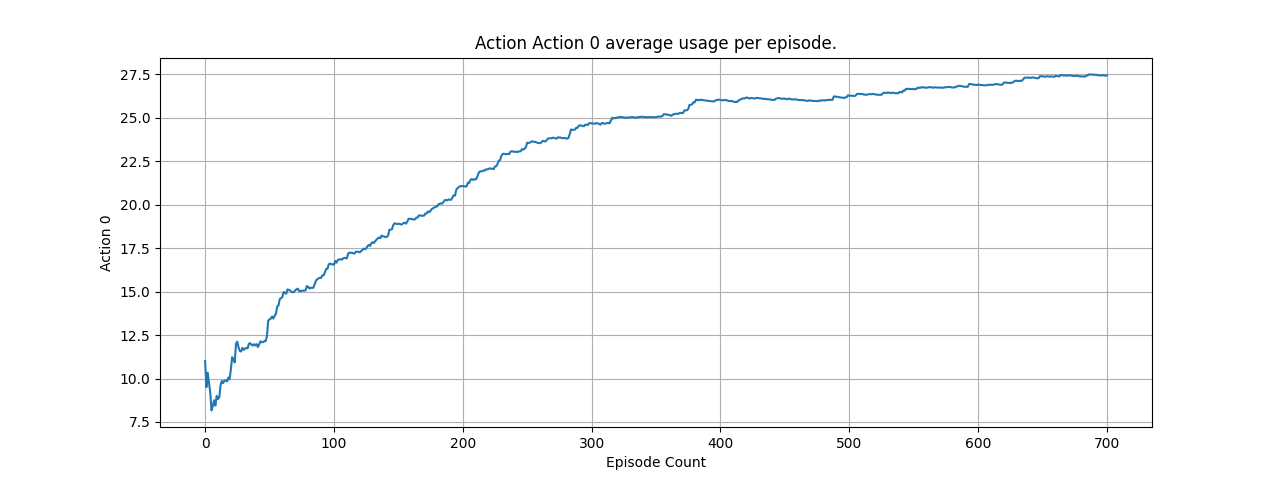 Action Action 0 average usage per episode.
27.5
25.0
22.5
20.0
17.5
15.0
12.5
10.0
7.5
Action 0
0 100 200 300 400 500 600 700
Episode Count